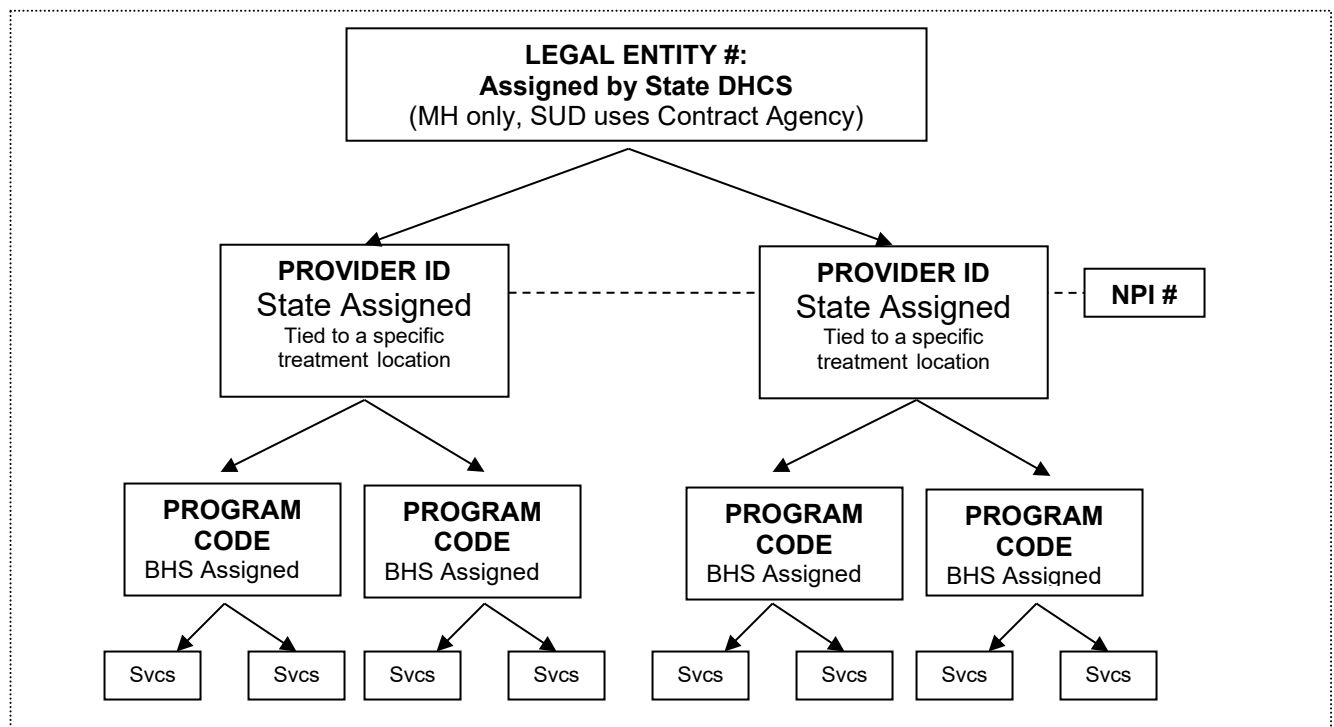 LEGAL ENTITY #:
Assigned by State DHCS
(MH only, SUD uses Contract Agency)
PROVIDER ID
State Assigned
Tied to a specific
treatment location
PROVIDER ID
State Assigned
Tied to a specific
treatment location
NPI #
PROGRAM
CODE
BHS Assigned
PROGRAM
CODE
BHS Assigned
PROGRAM
CODE
BHS Assigned
PROGRAM
CODE
BHS Assigned
Svcs
Svcs
Svcs
Svcs
Svcs
Svcs
Svcs
Svcs